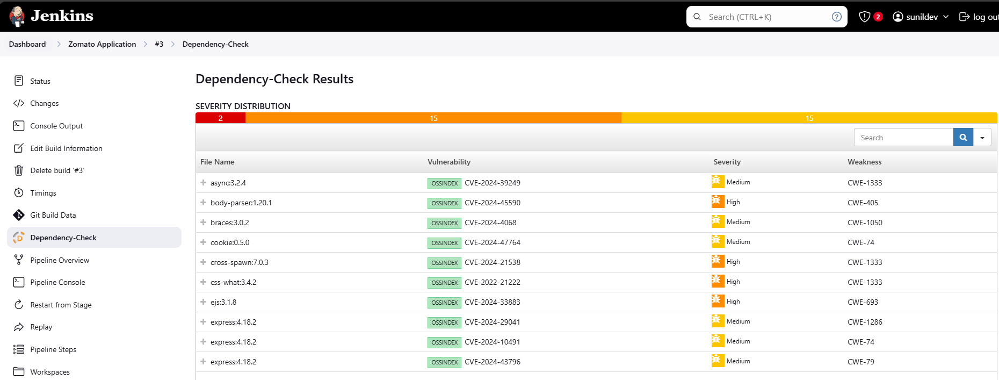 Jenkins
Search (CTRL+K)
2
sunildev
log out
Dashboard
Zomato Application
#3
Dependency-Check
Status
Changes
Console Output
Edit Build Information
Delete build ‘#3’
Timings
Git Build Data
Dependency-Check
Pipeline Overview
Pipeline Console
Restart from Stage
Replay
Pipeline Steps
Workspaces
Dependency-Check Results
SEVERITY DISTRIBUTION
2 15 15
Search
File Name Vulnerability Severity Weakness
async:3.2.4 OSSINDEX CVE-2024-39249 Medium CWE-1333
body-parser:1.20.1 OSSINDEX CVE-2024-45590 High CWE-405
braces:3.0.2 OSSINDEX CVE-2024-4068 Medium CWE-1050
cookie:0.5.0 OSSINDEX CVE-2024-47764 Medium CWE-74
cross-spawn:7.0.3 OSSINDEX CVE-2024-21538 High CWE-1333
css-what:3.4.2 OSSINDEX CVE-2022-21222 High CWE-1333
ejs:3.1.8 OSSINDEX CVE-2024-33883 High CWE-693
express:4.18.2 OSSINDEX CVE-2024-29041 Medium CWE-1286
express:4.18.2 OSSINDEX CVE-2024-10491 Medium CWE-74
express:4.18.2 OSSINDEX CVE-2024-43796 Medium CWE-79